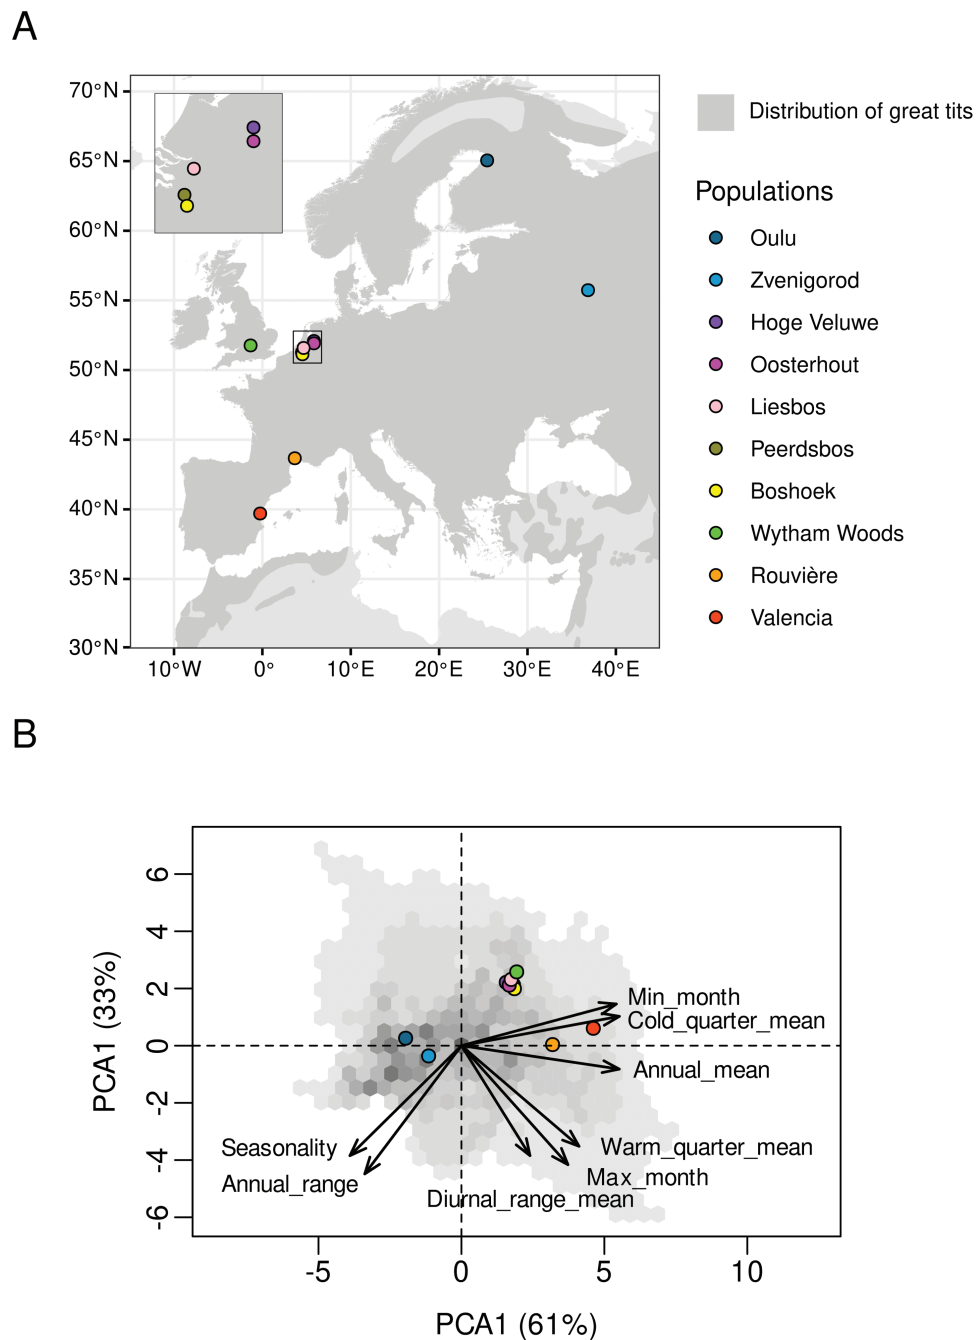 A
70°N
65°N
60°N
55°N
50°N
45°N
40°N
35°N
30°N
10°W 0° 10°E 20°E 30°E 40°E
Distribution of great tits
Populations
Oulu
Zvenigorod
Hoge Veluwe
Oosterhout
Liesbos
Peerdsbos
Boshoek
Wytham Woods
Rouvière
Valencia
B
PCA1 (33%)
6
4
2
0
-2
-4
-6
Min_month
Cold_quarter_mean
Annual_mean
Seasonality
Warm_quarter_mean
Annual_range
Max_month
Diurnal_range_mean
-5 0 5 10
PCA1 (61%)